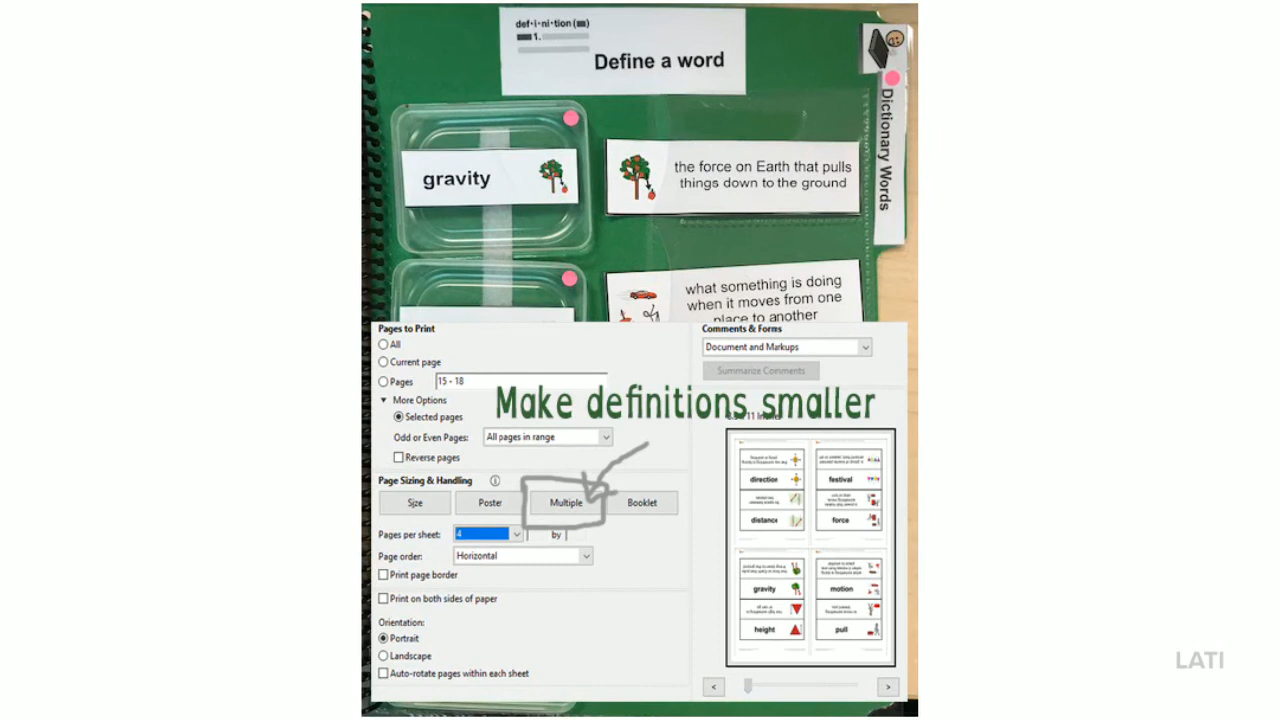 def·i·ni·tion
1.
Define a word
Dictionary Words
gravity
the force on Earth that pulls
things down to the ground
what something is doing
when it moves from one
place to another
Pages to Print
All
Current page
Pages 15 - 18
More Options
Selected pages
Odd or Even Pages: All pages in range
Reverse pages
Page Sizing & Handling
Size Poster Multiple Booklet
Pages per sheet: 4 by
Page order: Horizontal
Print page border
Print on both sides of paper
Orientation:
Portrait
Landscape
Auto-rotate pages within each sheet
Comments & Forms
Document and Markups
Summarize Comments
Make definitions smaller
11 Inches
direction
festival
distance
force
gravity
motion
height
pull
< >
LATI